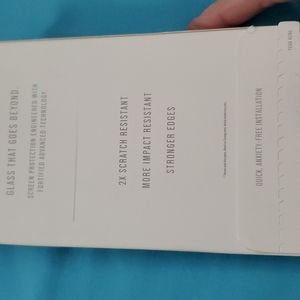 GLASS THAT GOES BEYOND.
SCREEN PROTECTION ENGINEERED WITH
FORTIFIED ADVANCED TECHNOLOGY
2X SCRATCH RESISTANT
MORE IMPACT RESISTANT
STRONGER EDGES
QUICK, ANXIETY-FREE INSTALLATION